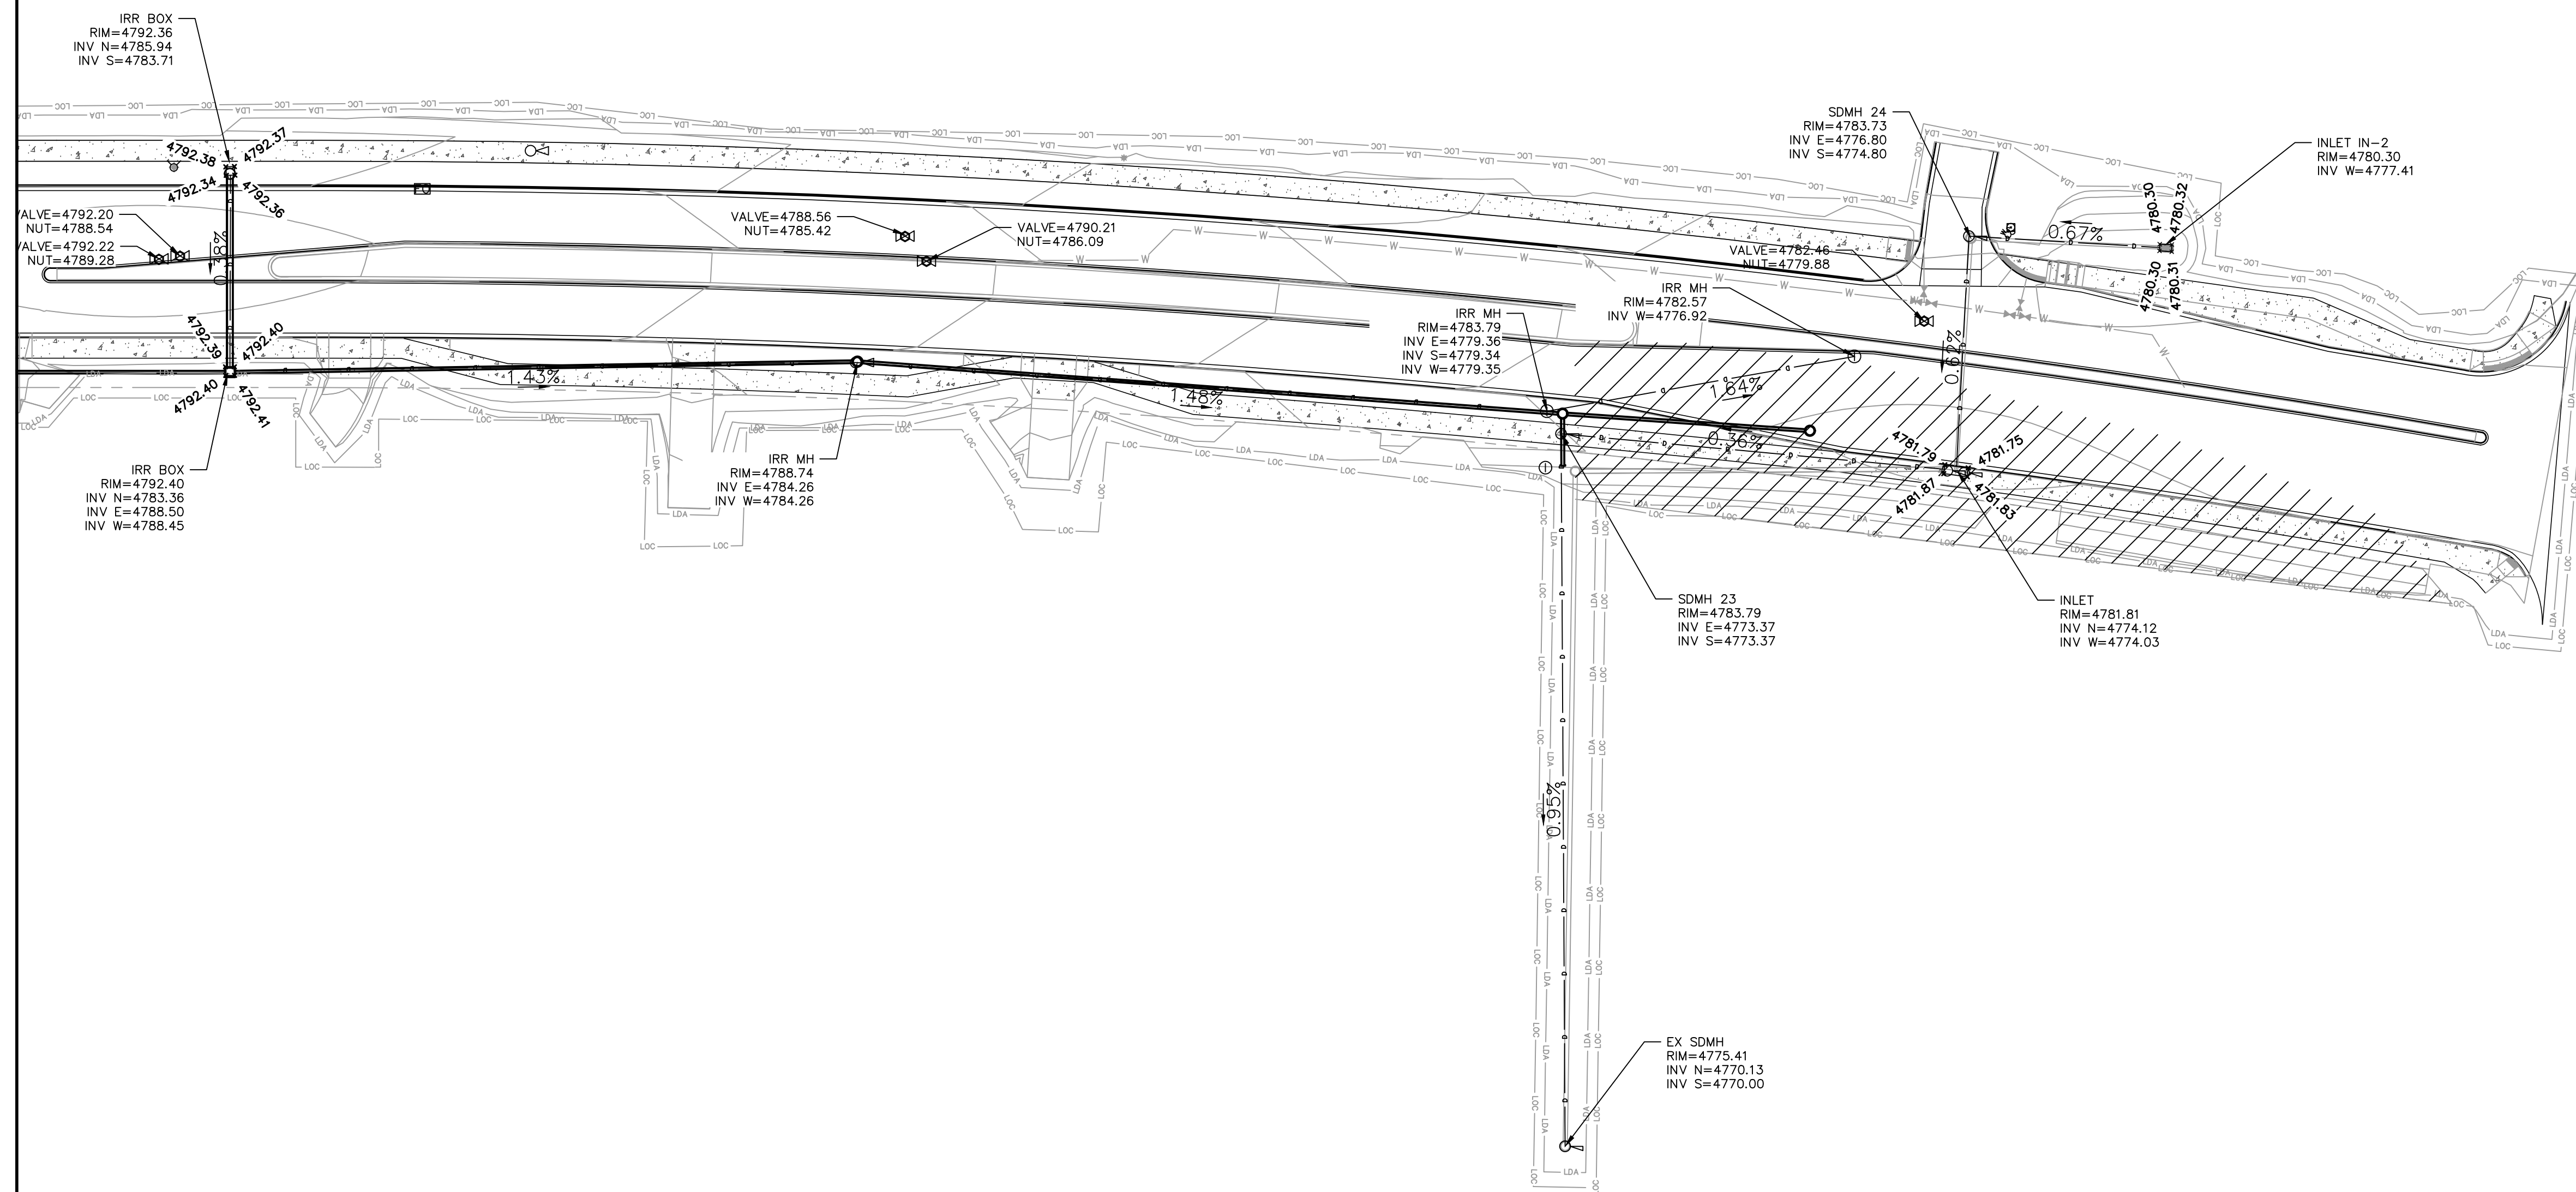 IRR BOX
RIM=4792.36
INV N=4785.94
INV S=4783.71
4792.38
4792.37
4792.34
4792.36
VALVE=4792.20
NUT=4788.54
VALVE=4792.22
NUT=4789.28
0.48%
4792.39
4792.40
4792.40
4792.41
IRR BOX
RIM=4792.40
INV N=4783.36
INV E=4788.50
INV W=4788.45
1.43%
VALVE=4788.56
NUT=4785.42
VALVE=4790.21
NUT=4786.09
IRR MH
RIM=4788.74
INV E=4784.26
INV W=4784.26
1.48%
IRR MH
RIM=4783.79
INV E=4779.36
INV S=4779.34
INV W=4779.35
IRR MH
RIM=4782.57
INV W=4776.92
1.64%
0.36%
VALVE=4782.46
NUT=4779.88
SDMH 24
RIM=4783.73
INV E=4776.80
INV S=4774.80
0.67%
0.62%
INLET IN-2
RIM=4780.30
INV W=4777.41
4780.30
4780.32
4780.30
4780.31
4781.79
4781.75
4781.87
4781.83
INLET
RIM=4781.81
INV N=4774.12
INV W=4774.03
SDMH 23
RIM=4783.79
INV E=4773.37
INV S=4773.37
0.95%
EX SDMH
RIM=4775.41
INV N=4770.13
INV S=4770.00
LOC
LDA
W
D